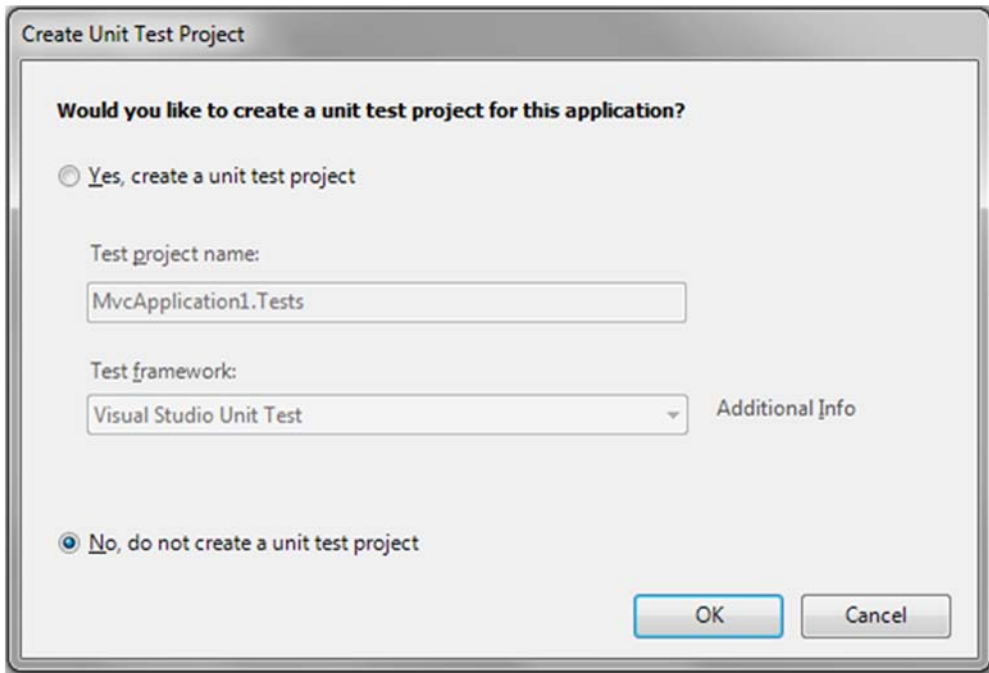 Create Unit Test Project
Would you like to create a unit test project for this application?
Yes, create a unit test project
Test project name:
MvcApplication1.Tests
Test framework:
Visual Studio Unit Test
Additional Info
No, do not create a unit test project
OK
Cancel